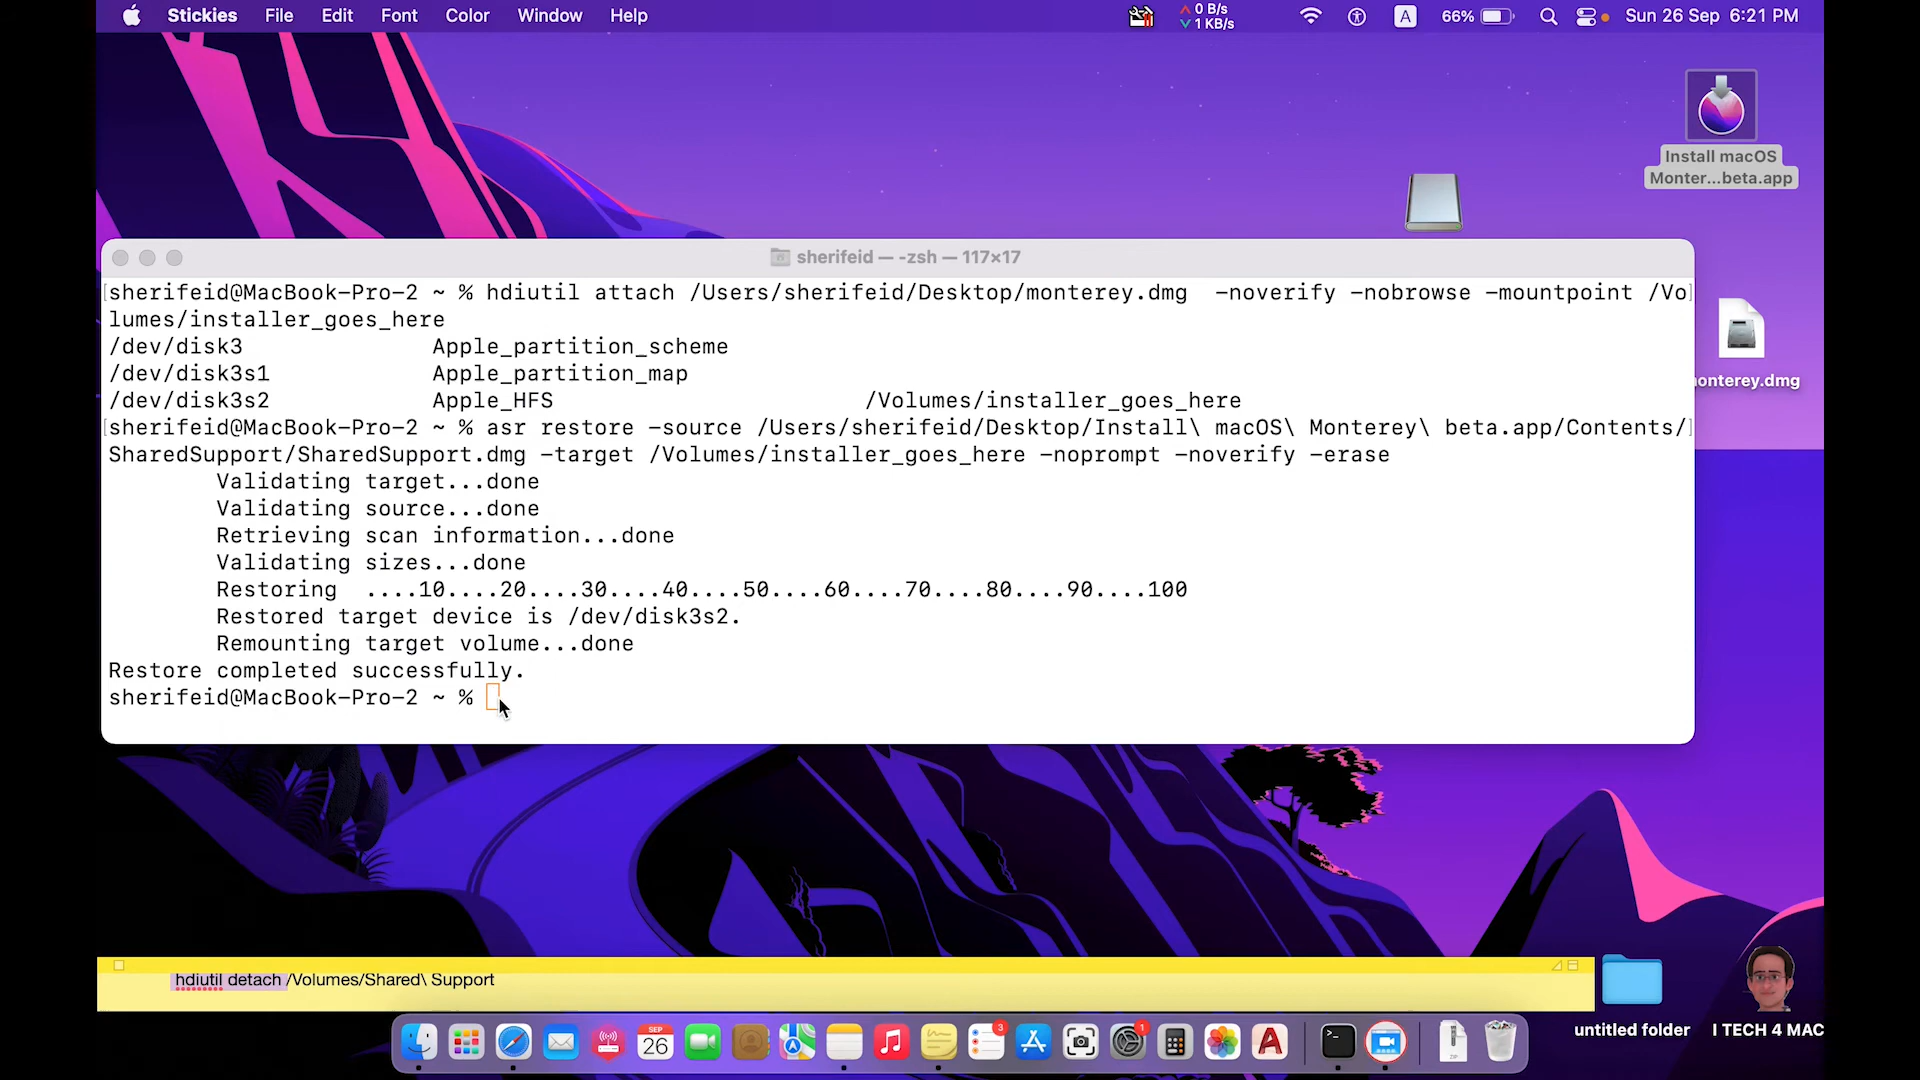 Stickies File Edit Font Color Window Help
0 B/s
1 KB/s
A 66% Sun 26 Sep 6:21 PM
Install macOS
Monter...beta.app
sherifeid — -zsh — 117×17
sherifeid@MacBook-Pro-2 ~ % hdiutil attach /Users/sherifeid/Desktop/monterey.dmg  -noverify -nobrowse -mountpoint /Vo
lumes/installer_goes_here
/dev/disk3 Apple_partition_scheme
/dev/disk3s1 Apple_partition_map
/dev/disk3s2 Apple_HFS /Volumes/installer_goes_here
sherifeid@MacBook-Pro-2 ~ % asr restore -source /Users/sherifeid/Desktop/Install\ macOS\ Monterey\ beta.app/Contents/
SharedSupport/SharedSupport.dmg -target /Volumes/installer_goes_here -noprompt -noverify -erase
Validating target...done
Validating source...done
Retrieving scan information...done
Validating sizes...done
Restoring  ....10....20....30....40....50....60....70....80....90....100
Restored target device is /dev/disk3s2.
Remounting target volume...done
Restore completed successfully.
sherifeid@MacBook-Pro-2 ~ %
onterey.dmg
hdiutil detach /Volumes/Shared\ Support
untitled folder
I TECH 4 MAC
SEP
26
3
1
ZIP